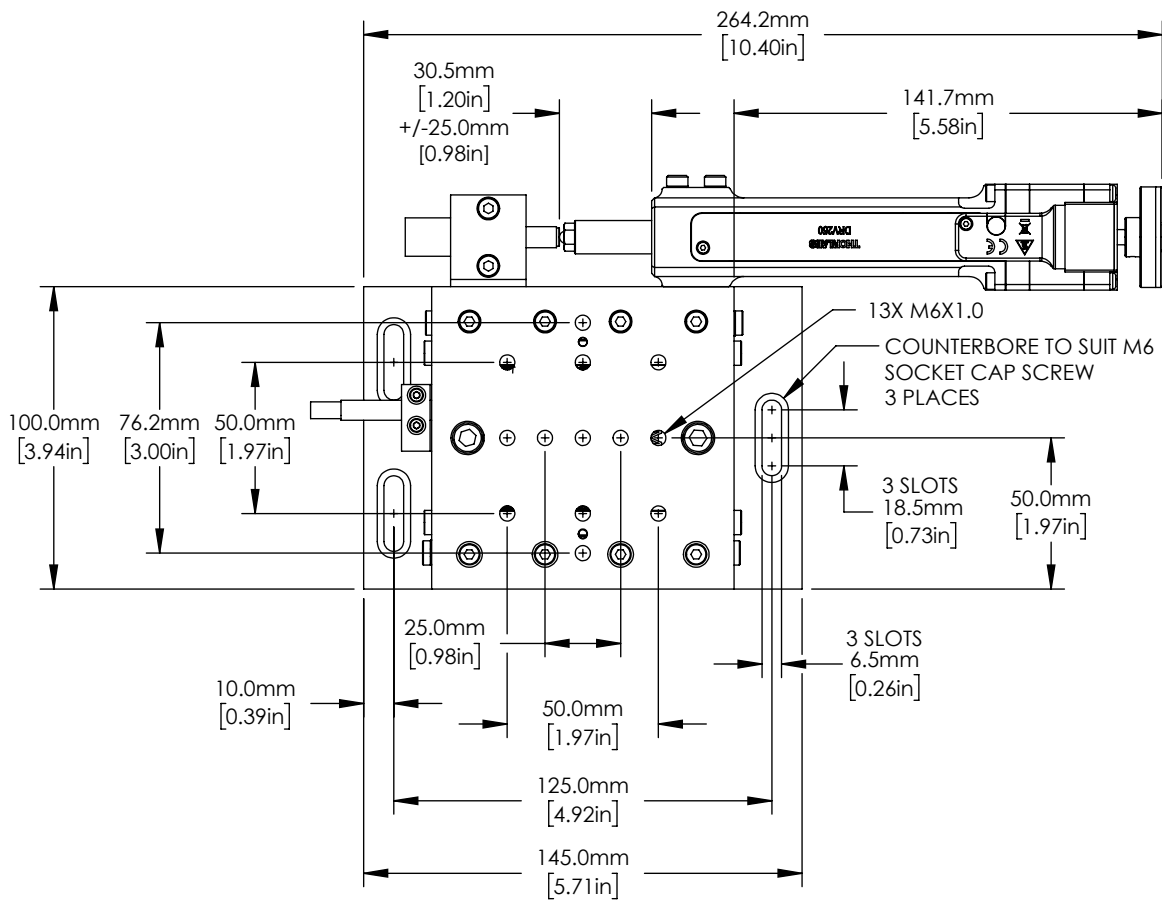 264.2mm
[10.40in]
30.5mm
[1.20in]
+/-25.0mm
[0.98in]
141.7mm
[5.58in]
THORLABS
DRV250
CE
13X M6X1.0
COUNTERBORE TO SUIT M6
SOCKET CAP SCREW
3 PLACES
100.0mm
[3.94in]
76.2mm
[3.00in]
50.0mm
[1.97in]
3 SLOTS
18.5mm
[0.73in]
50.0mm
[1.97in]
25.0mm
[0.98in]
3 SLOTS
6.5mm
[0.26in]
10.0mm
[0.39in]
50.0mm
[1.97in]
125.0mm
[4.92in]
145.0mm
[5.71in]